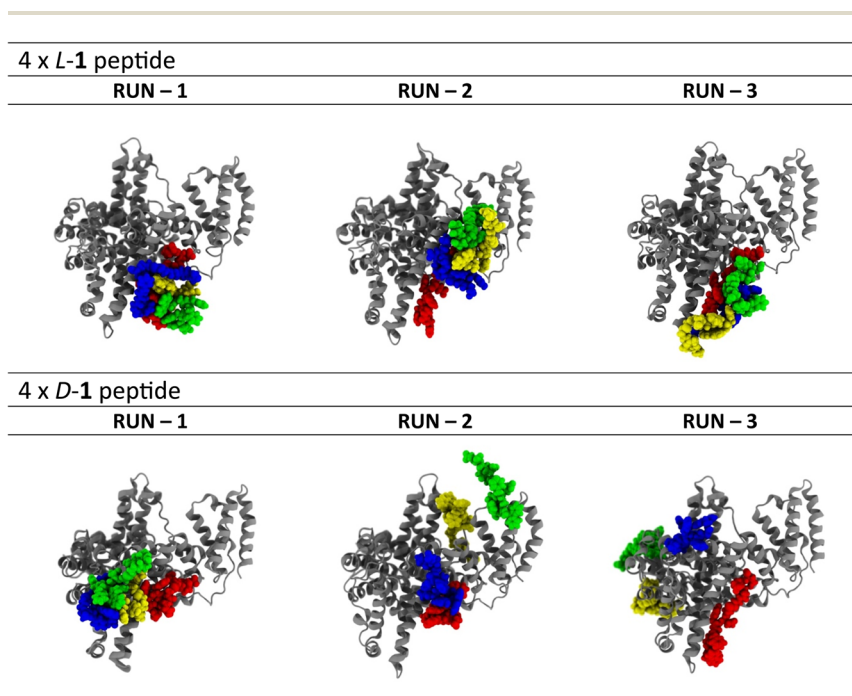 4 x L-1 peptide
RUN – 1 RUN – 2 RUN – 3
4 x D-1 peptide
RUN – 1 RUN – 2 RUN – 3